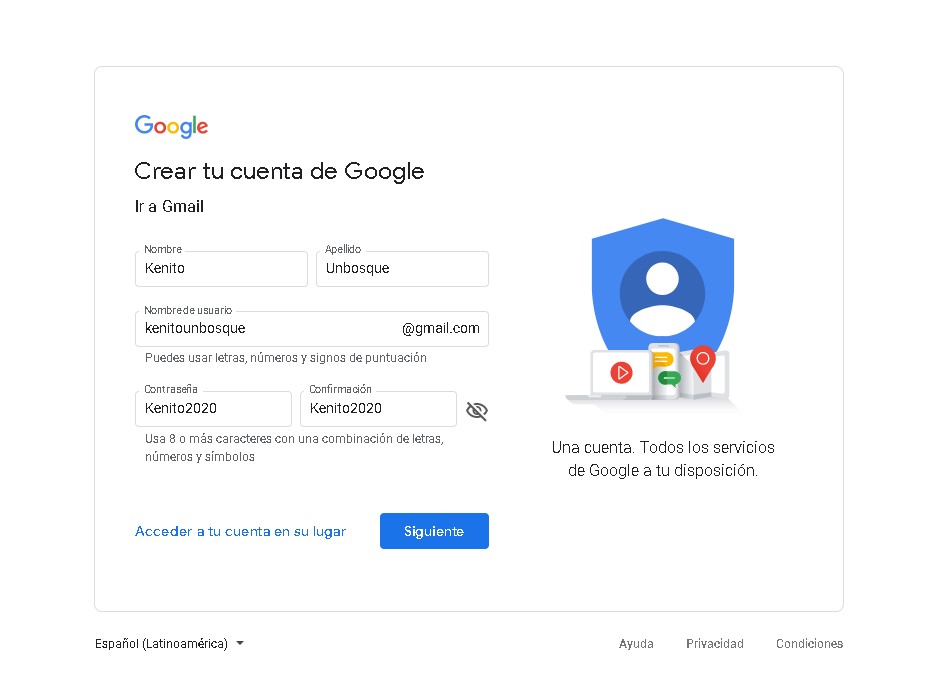 Google
Crear tu cuenta de Google
Ir a Gmail
Nombre
Kenito
Apellido
Unbosque
Nombre de usuario
kenitounbosque
@gmail.com
Puedes usar letras, números y signos de puntuación
Contraseña
Kenito2020
Confirmación
Kenito2020
Usa 8 o más caracteres con una combinación de letras,
números y símbolos
Acceder a tu cuenta en su lugar
Siguiente
Una cuenta. Todos los servicios
de Google a tu disposición.
Español (Latinoamérica)
Ayuda
Privacidad
Condiciones